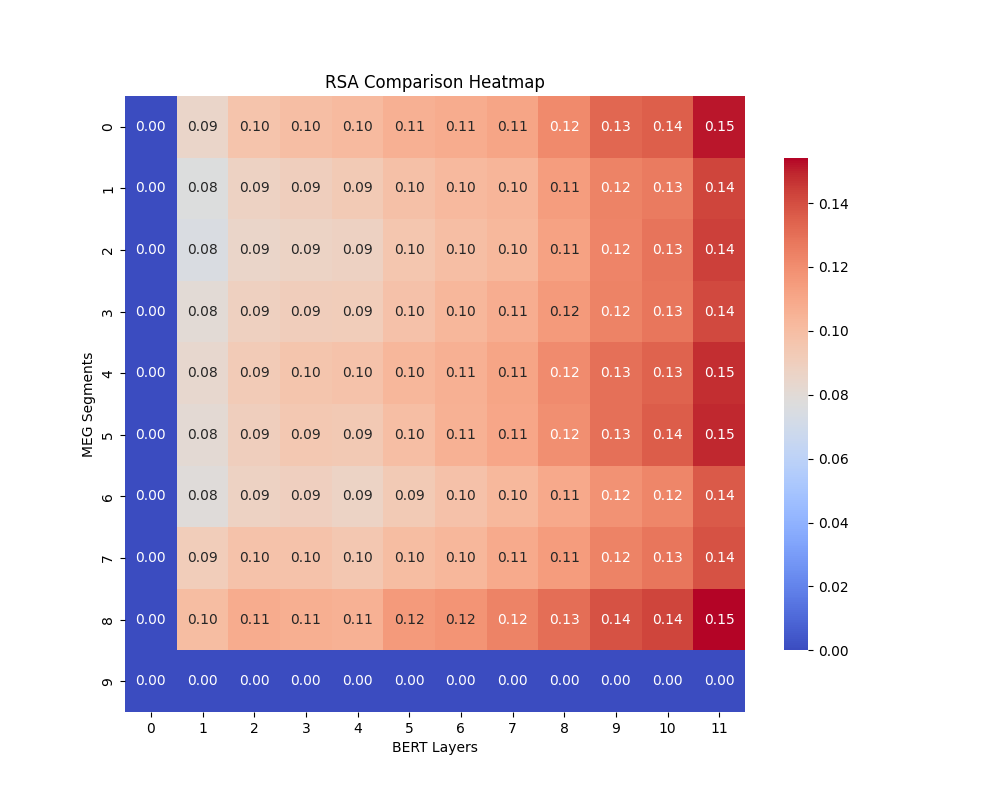 RSA Comparison Heatmap
0 0.00 0.09 0.10 0.10 0.10 0.11 0.11 0.11 0.12 0.13 0.14 0.15
1 0.00 0.08 0.09 0.09 0.09 0.10 0.10 0.10 0.11 0.12 0.13 0.14
2 0.00 0.08 0.09 0.09 0.09 0.10 0.10 0.10 0.11 0.12 0.13 0.14
3 0.00 0.08 0.09 0.09 0.09 0.10 0.10 0.11 0.12 0.12 0.13 0.14
4 0.00 0.08 0.09 0.10 0.10 0.10 0.11 0.11 0.12 0.13 0.13 0.15
5 0.00 0.08 0.09 0.09 0.09 0.10 0.11 0.11 0.12 0.13 0.14 0.15
6 0.00 0.08 0.09 0.09 0.09 0.09 0.10 0.10 0.11 0.12 0.12 0.14
7 0.00 0.09 0.10 0.10 0.10 0.10 0.10 0.11 0.11 0.12 0.13 0.14
8 0.00 0.10 0.11 0.11 0.11 0.12 0.12 0.12 0.13 0.14 0.14 0.15
9 0.00 0.00 0.00 0.00 0.00 0.00 0.00 0.00 0.00 0.00 0.00 0.00
0 1 2 3 4 5 6 7 8 9 10 11
BERT Layers
MEG Segments
0.14
0.12
0.10
0.08
0.06
0.04
0.02
0.00